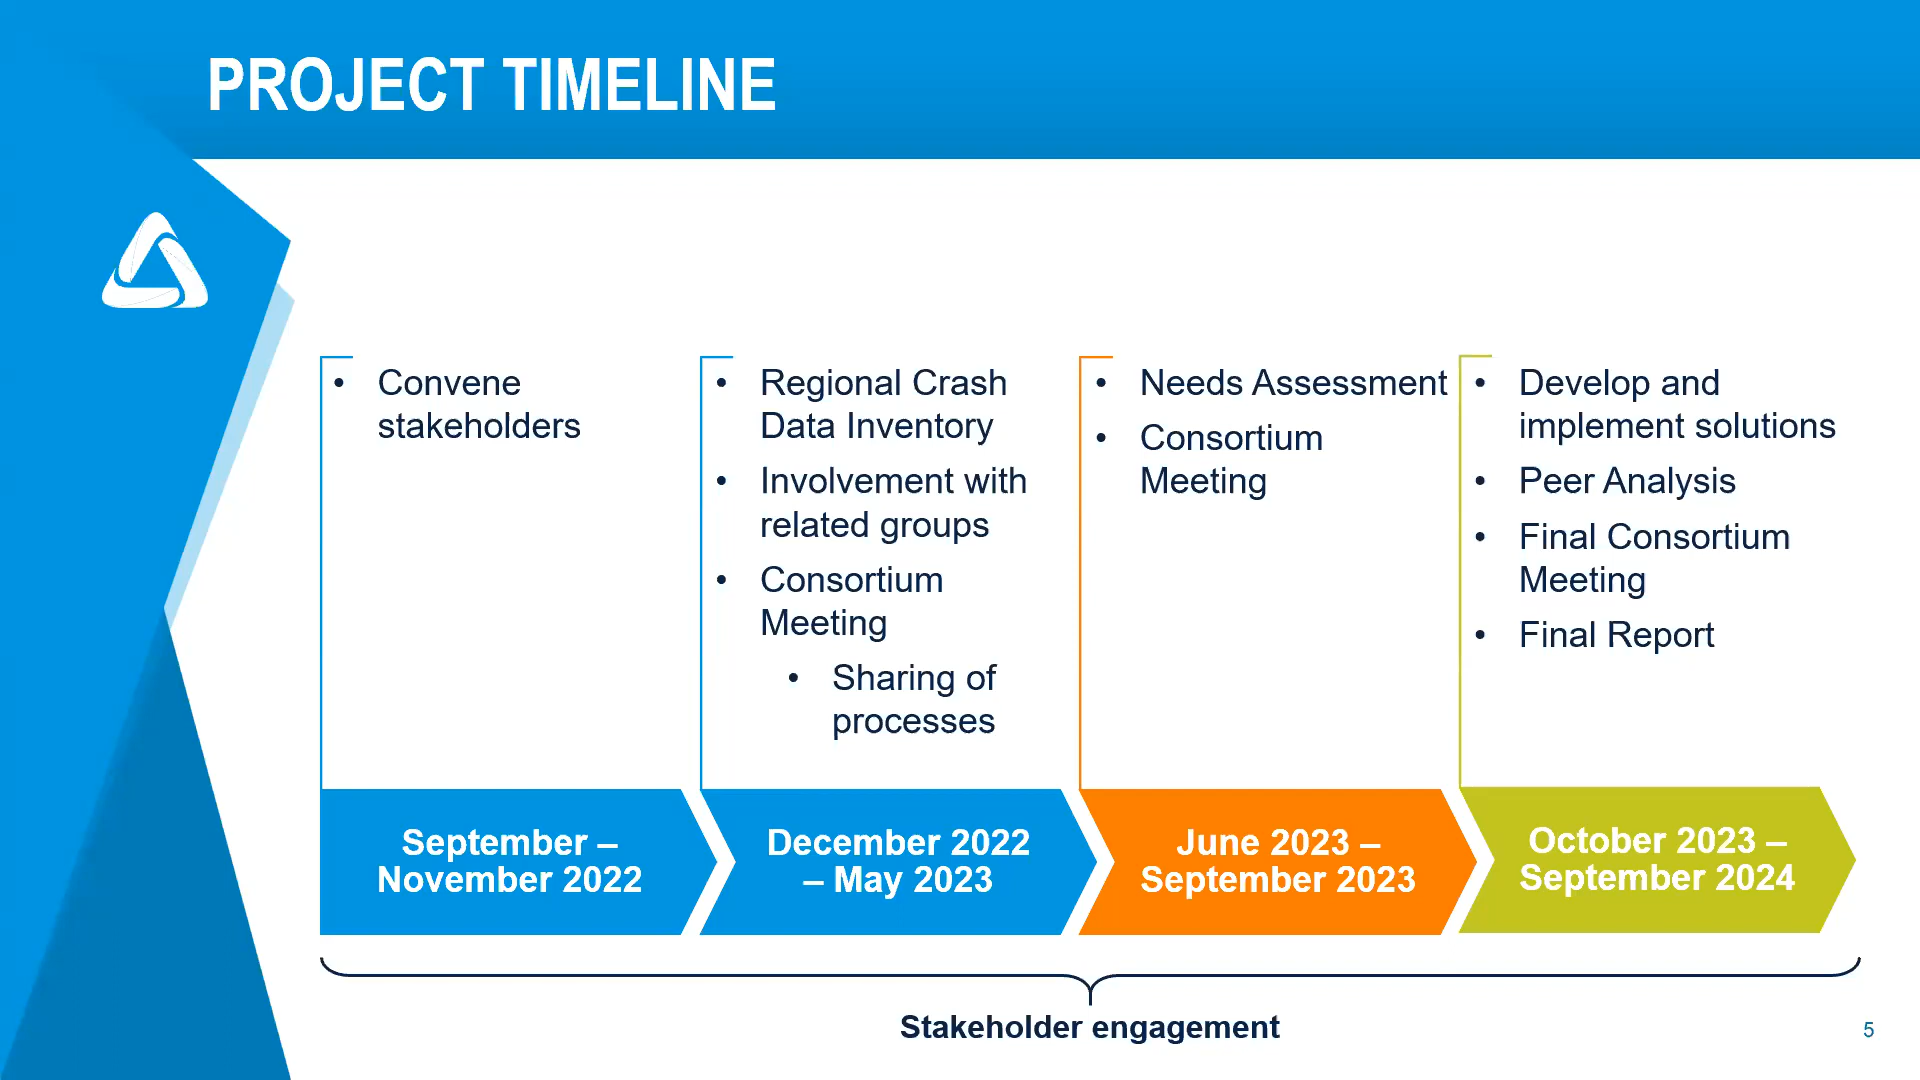 PROJECT TIMELINE
• Convene
stakeholders
• Regional Crash
Data Inventory
• Involvement with
related groups
• Consortium
Meeting
• Sharing of
processes
• Needs Assessment
• Consortium
Meeting
• Develop and
implement solutions
• Peer Analysis
• Final Consortium
Meeting
• Final Report
September –
November 2022
December 2022
– May 2023
June 2023 –
September 2023
October 2023 –
September 2024
Stakeholder engagement
5